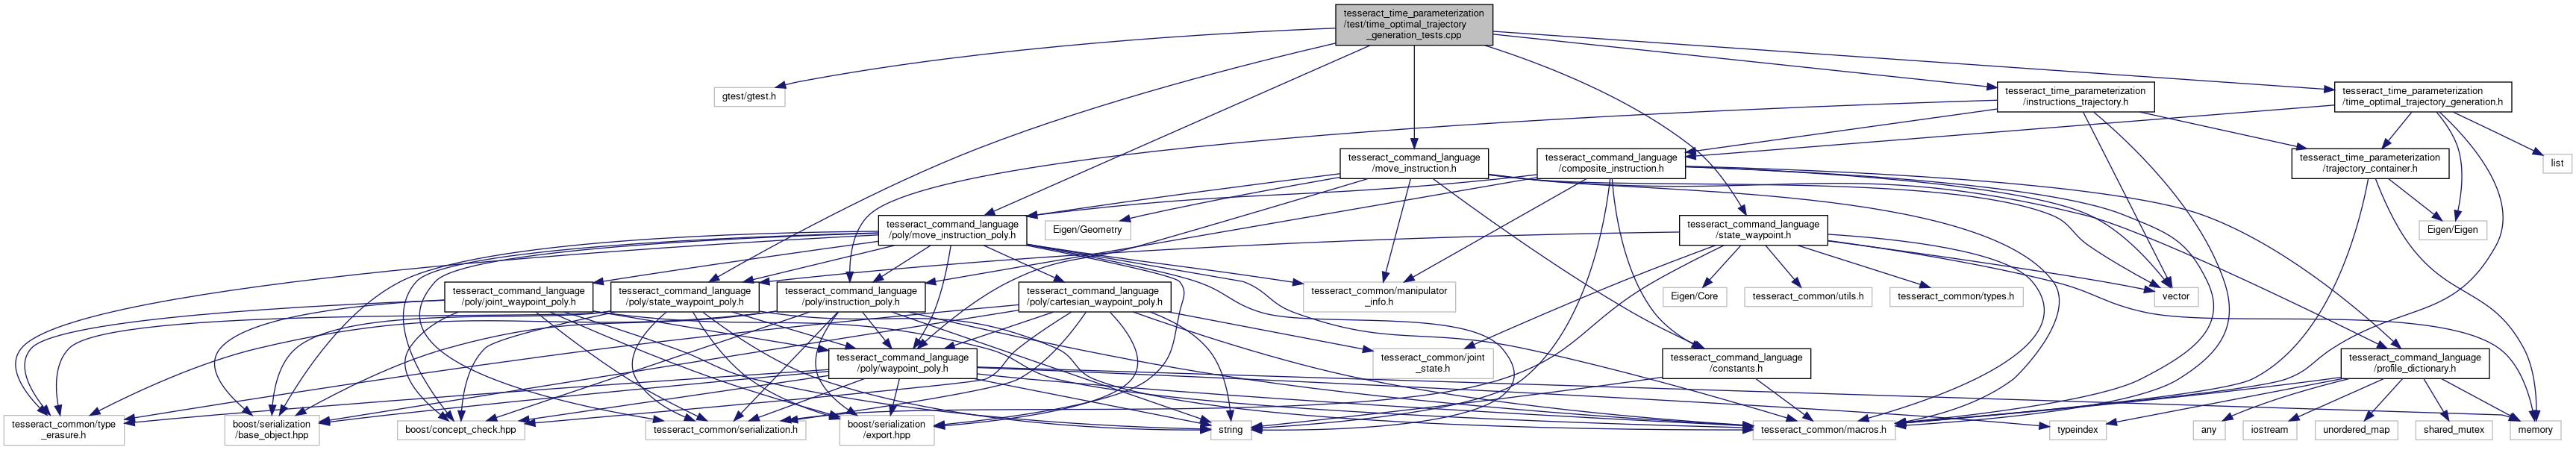 tesseract_time_parameterization
/test/time_optimal_trajectory
_generation_tests.cpp
gtest/gtest.h
tesseract_time_parameterization
/instructions_trajectory.h
tesseract_time_parameterization
/time_optimal_trajectory_generation.h
tesseract_command_language
/move_instruction.h
tesseract_command_language
/composite_instruction.h
tesseract_time_parameterization
/trajectory_container.h
list
tesseract_command_language
/poly/move_instruction_poly.h
Eigen/Geometry
tesseract_command_language
/state_waypoint.h
Eigen/Eigen
tesseract_command_language
/poly/joint_waypoint_poly.h
tesseract_command_language
/poly/state_waypoint_poly.h
tesseract_command_language
/poly/instruction_poly.h
tesseract_command_language
/poly/cartesian_waypoint_poly.h
tesseract_common/manipulator
_info.h
Eigen/Core
tesseract_common/utils.h
tesseract_common/types.h
vector
tesseract_command_language
/poly/waypoint_poly.h
tesseract_common/joint
_state.h
tesseract_command_language
/constants.h
tesseract_command_language
/profile_dictionary.h
tesseract_common/type
_erasure.h
boost/serialization
/base_object.hpp
boost/concept_check.hpp
tesseract_common/serialization.h
boost/serialization
/export.hpp
string
tesseract_common/macros.h
typeindex
any
iostream
unordered_map
shared_mutex
memory